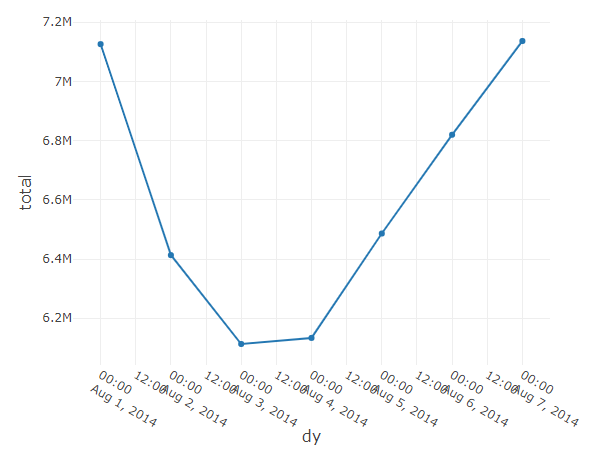 7.2M
7M
6.8M
6.6M
6.4M
6.2M
total
00:00
Aug 1, 2014
12:00
00:00
Aug 2, 2014
12:00
00:00
Aug 3, 2014
12:00
00:00
Aug 4, 2014
12:00
00:00
Aug 5, 2014
12:00
00:00
Aug 6, 2014
12:00
00:00
Aug 7, 2014
dy